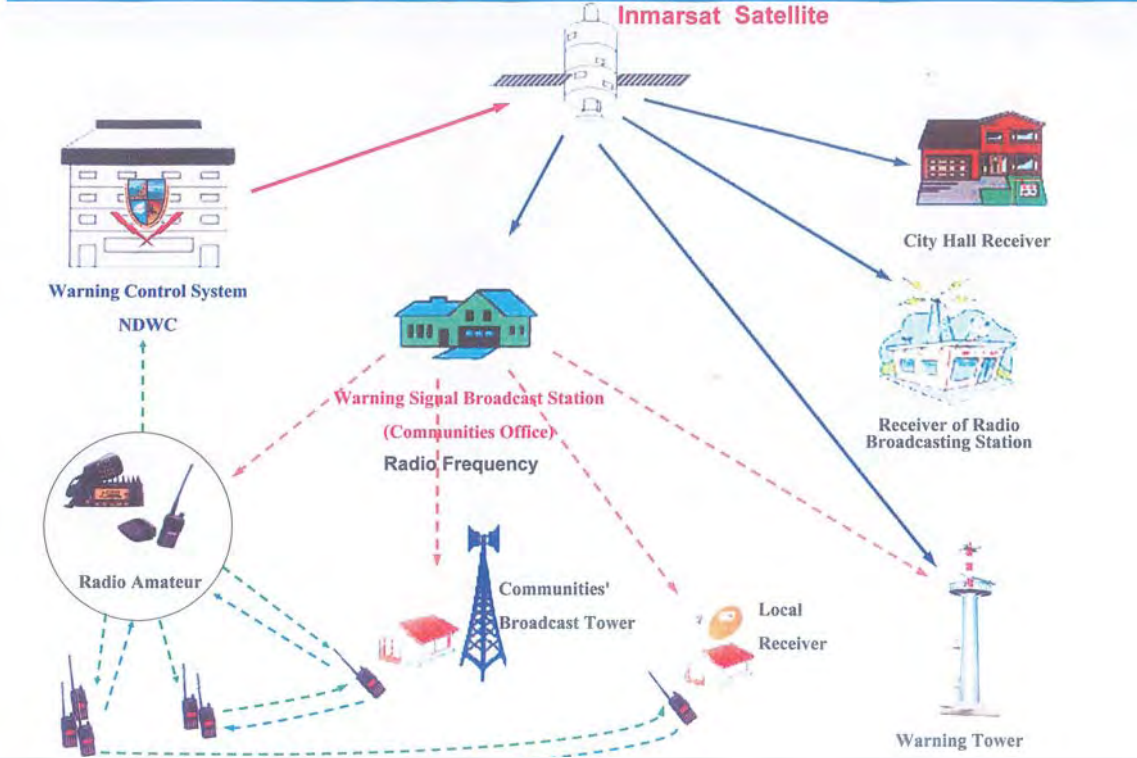 Inmarsat Satellite
City Hall Receiver
Warning Control System
NDWC
Warning Signal Broadcast Station
(Communities Office)
Radio Frequency
Receiver of Radio
Broadcasting Station
Radio Amateur
Communities'
Broadcast Tower
Local
Receiver
Warning Tower